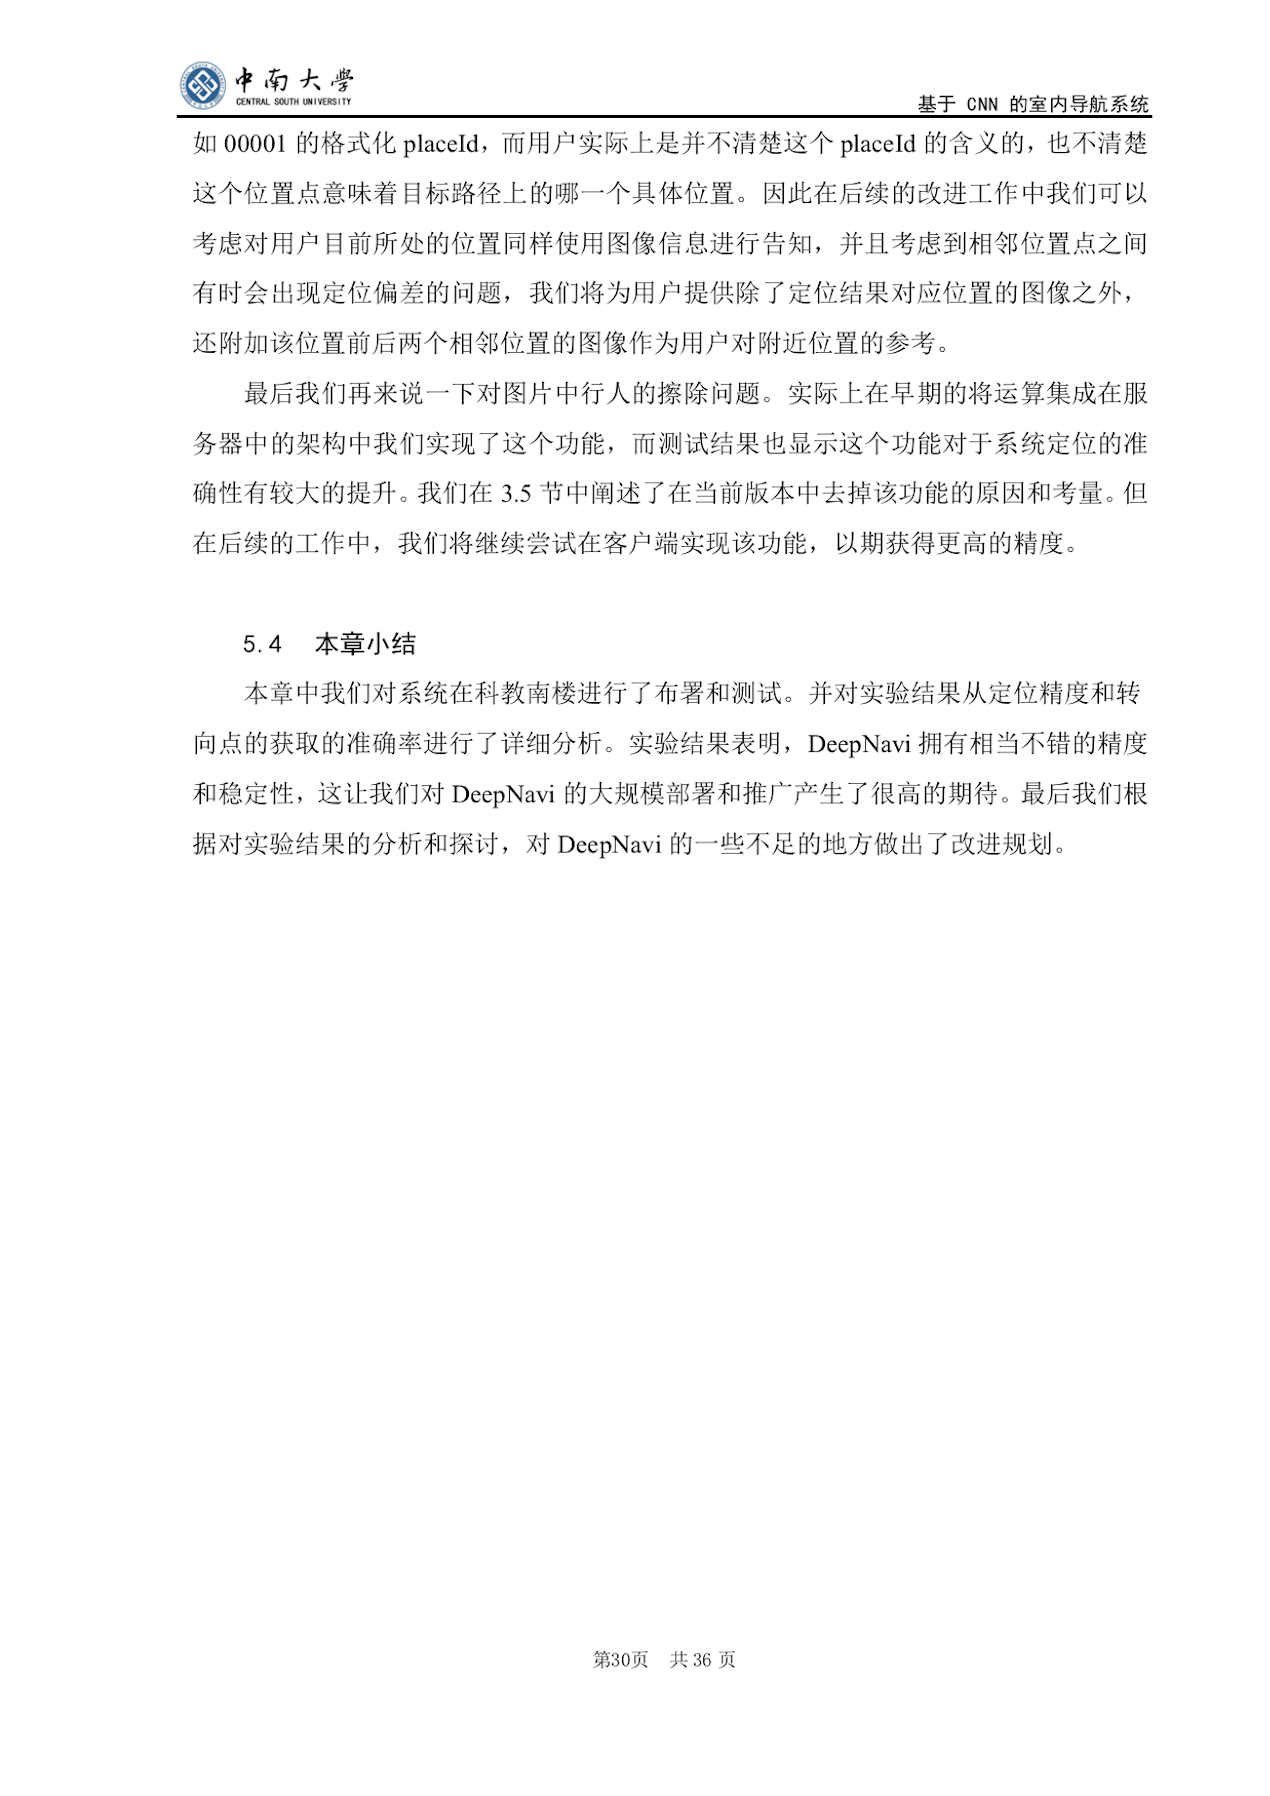 中南大学
CENTRAL SOUTH UNIVERSITY
基于 CNN 的室内导航系统
如 00001 的格式化 placeId，而用户实际上是并不清楚这个 placeId 的含义的，也不清楚
这个位置点意味着目标路径上的哪一个具体位置。因此在后续的改进工作中我们可以
考虑对用户目前所处的位置同样使用图像信息进行告知，并且考虑到相邻位置点之间
有时会出现定位偏差的问题，我们将为用户提供除了定位结果对应位置的图像之外，
还附加该位置前后两个相邻位置的图像作为用户对附近位置的参考。
最后我们再来说一下对图片中行人的擦除问题。实际上在早期的将运算集成在服
务器中的架构中我们实现了这个功能，而测试结果也显示这个功能对于系统定位的准
确性有较大的提升。我们在 3.5 节中阐述了在当前版本中去掉该功能的原因和考量。但
在后续的工作中，我们将继续尝试在客户端实现该功能，以期获得更高的精度。
5.4 本章小结
本章中我们对系统在科教南楼进行了布署和测试。并对实验结果从定位精度和转
向点的获取的准确率进行了详细分析。实验结果表明，DeepNavi 拥有相当不错的精度
和稳定性，这让我们对 DeepNavi 的大规模部署和推广产生了很高的期待。最后我们根
据对实验结果的分析和探讨，对 DeepNavi 的一些不足的地方做出了改进规划。
第30页 共 36 页